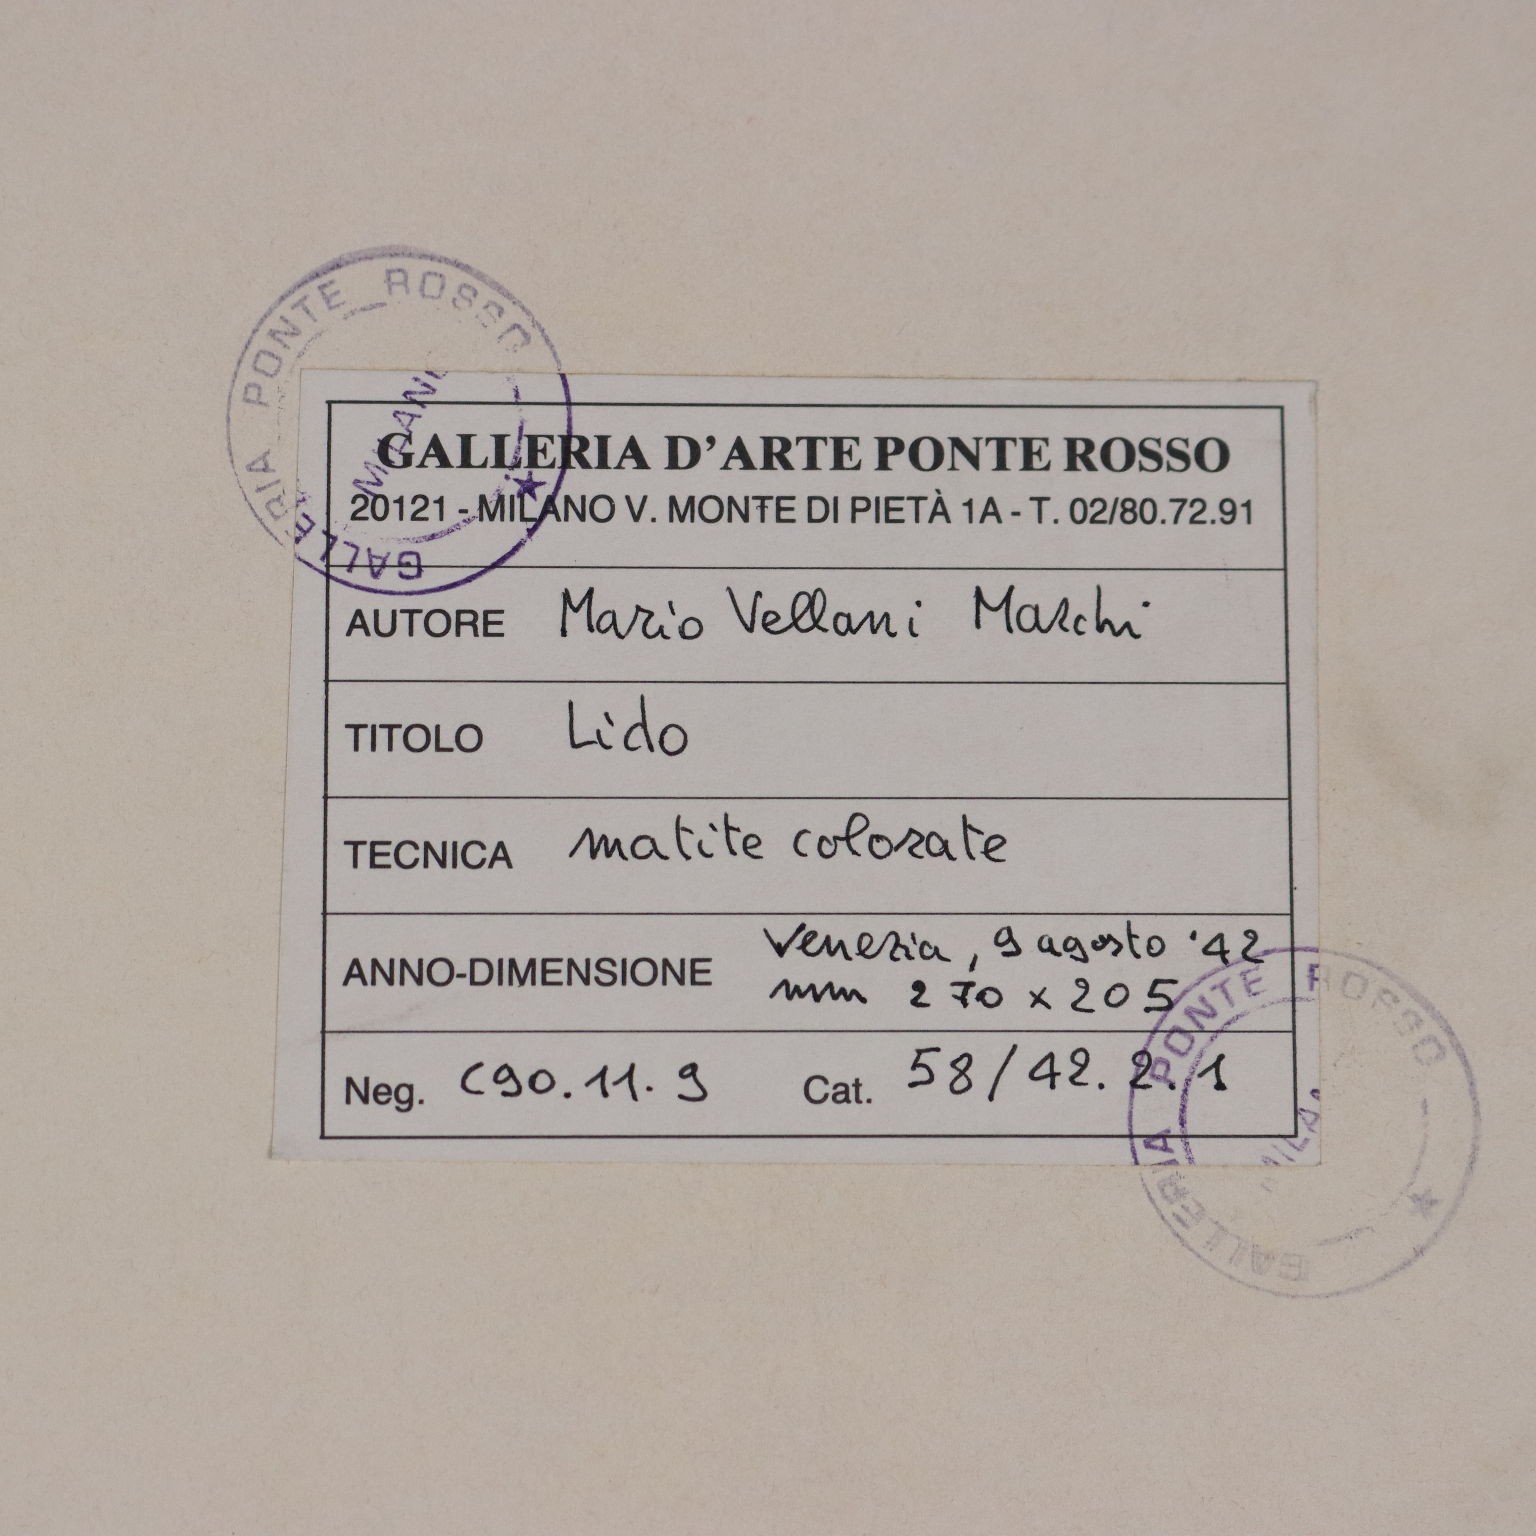 GALLERIA PONTE ROSSO
MILANO
GALLERIA D'ARTE PONTE ROSSO
20121 - MILANO V. MONTE DI PIETÀ 1A - T. 02/80.72.91
AUTORE Mario Vellani Marchi
TITOLO Lido
TECNICA matite colorate
ANNO-DIMENSIONE Venezia, 9 agosto '42
mm 270 x 205
Neg. C90.11.9 Cat. 58/42.2.1
GALLERIA PONTE ROSSO
MILANO